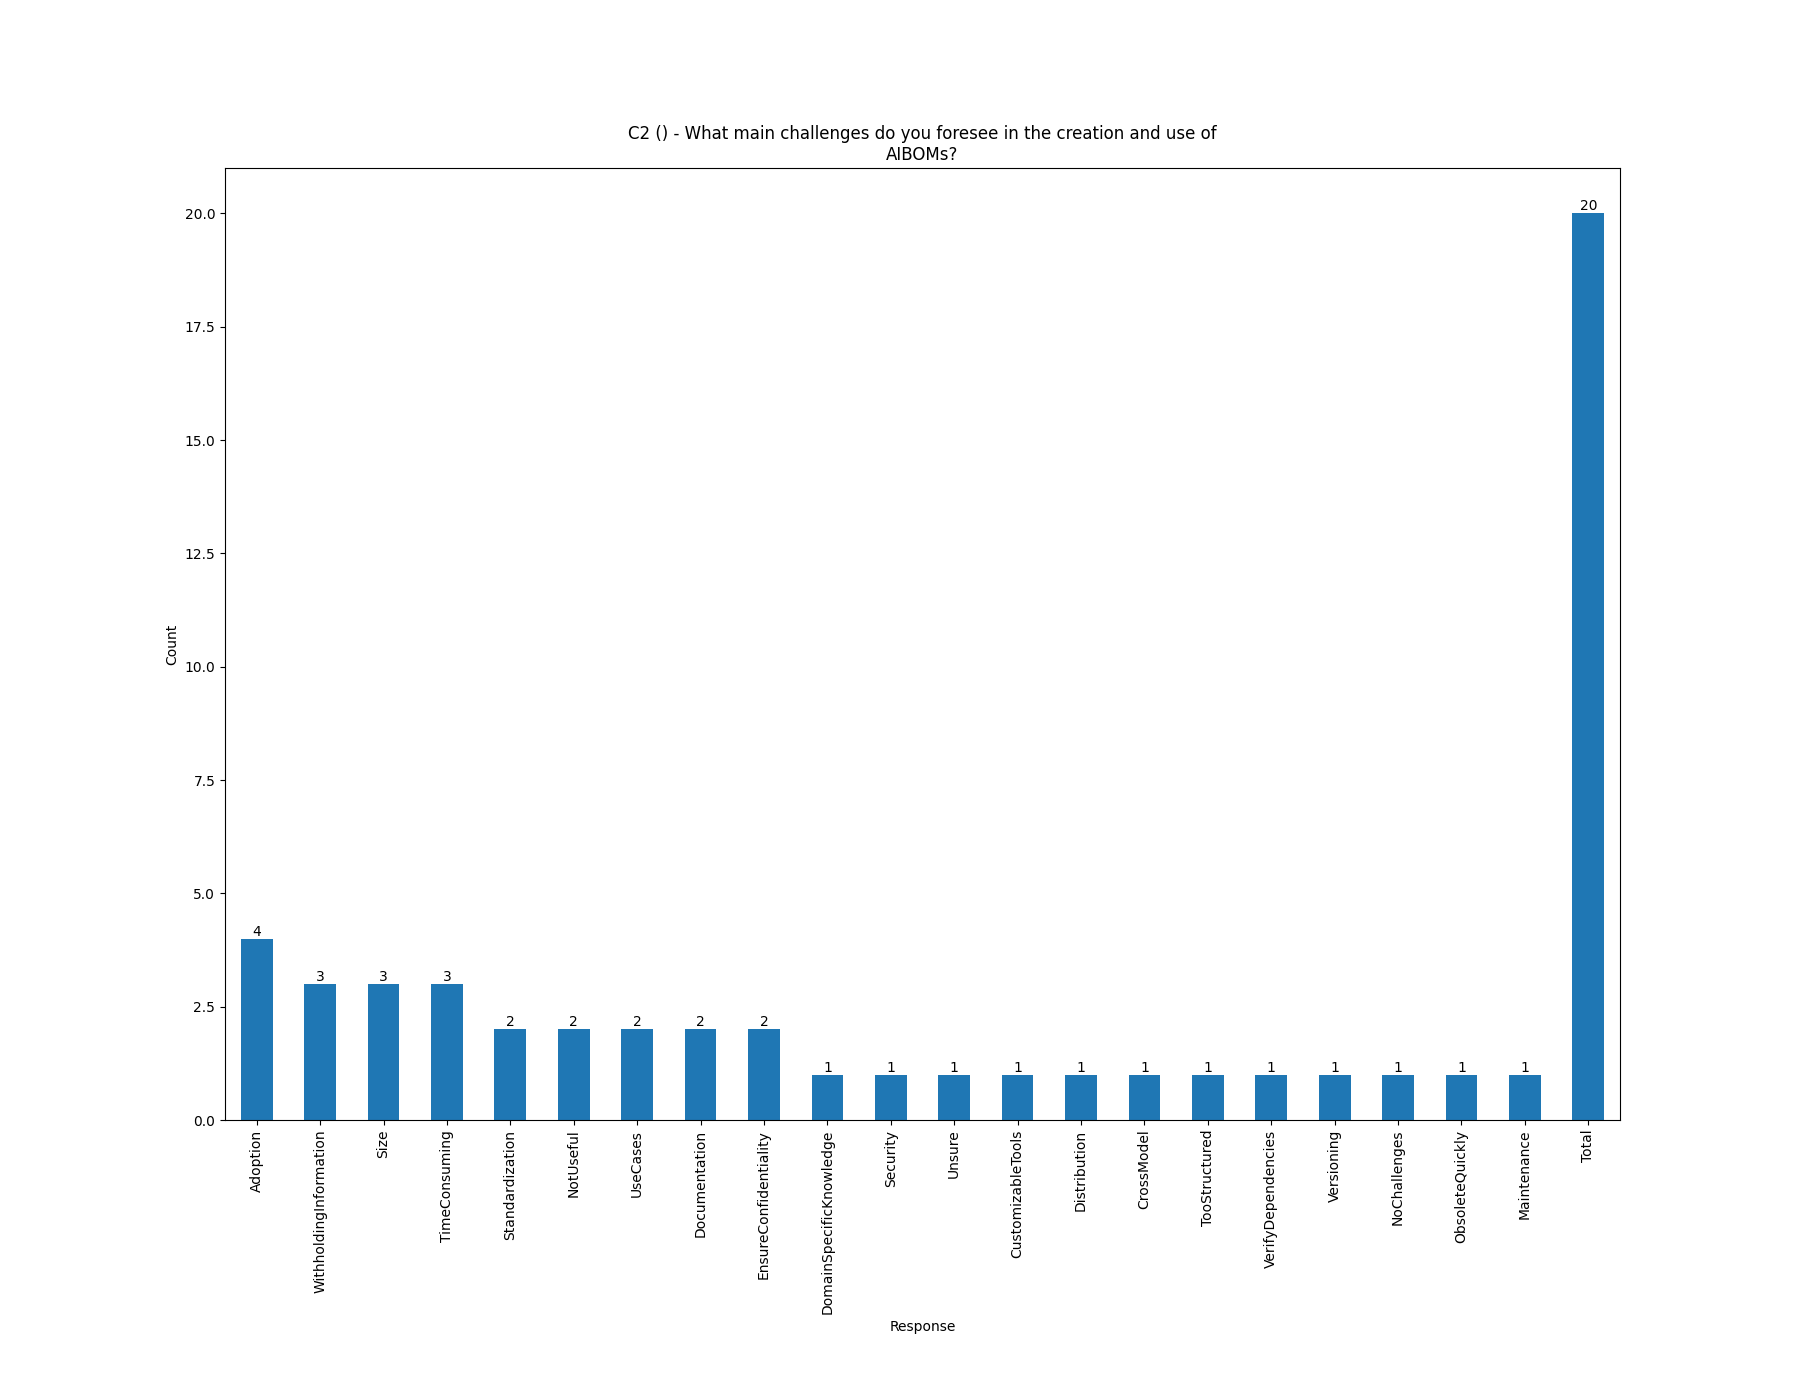 C2 () - What main challenges do you foresee in the creation and use of
AIBOMs?
20.0
17.5
15.0
12.5
10.0
7.5
5.0
2.5
0.0
Count
4
3
3
3
2
2
2
2
2
1
1
1
1
1
1
1
1
1
1
1
1
20
Adoption
WithholdingInformation
Size
TimeConsuming
Standardization
NotUseful
UseCases
Documentation
EnsureConfidentiality
DomainSpecificKnowledge
Security
Unsure
CustomizableTools
Distribution
CrossModel
TooStructured
VerifyDependencies
Versioning
NoChallenges
ObsoleteQuickly
Maintenance
Total
Response